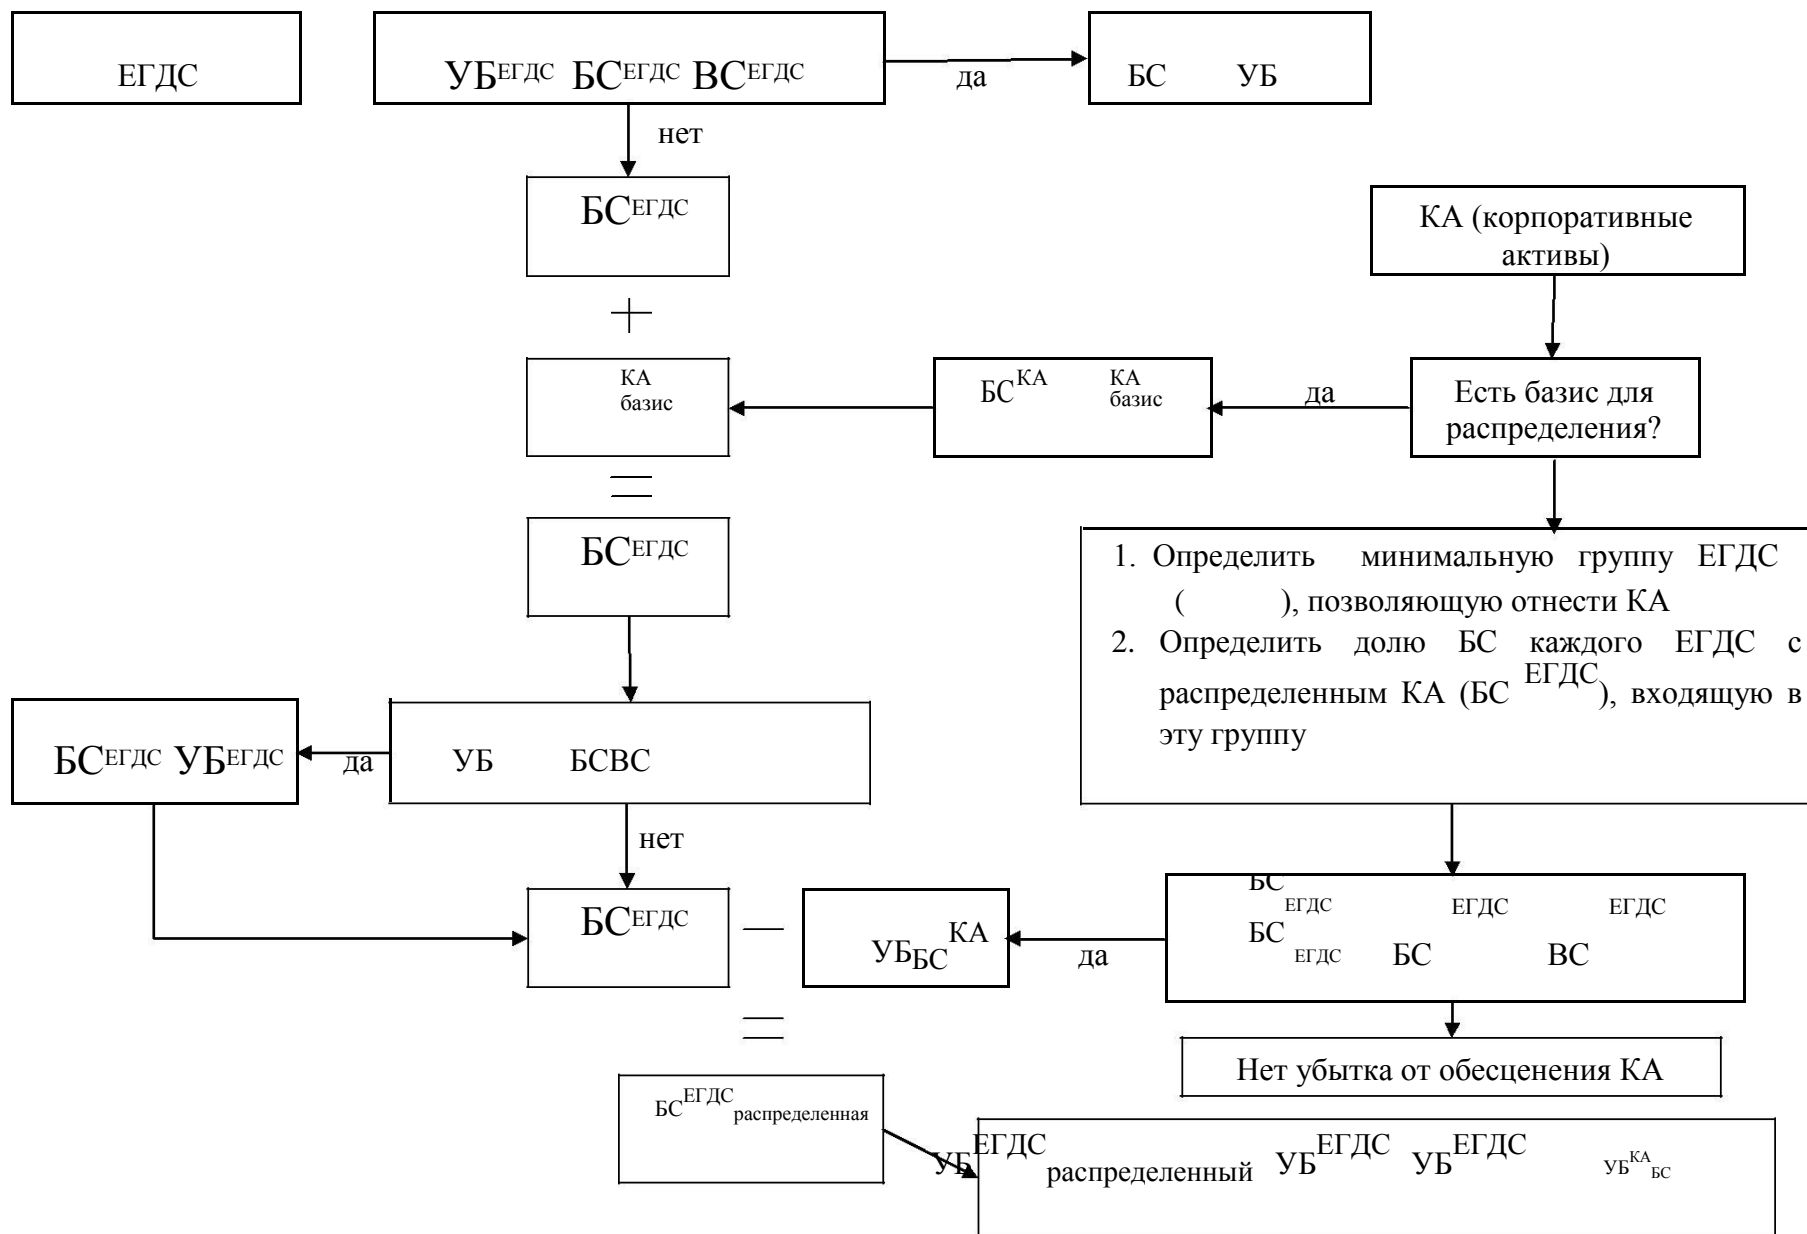 ЕГДС
УБЕГДС БСЕГДС ВСЕГДС
да
БС УБ
нет
БСЕГДС
КА (корпоративные
активы)
+
КА
базис
БСКА КА
базис
да
Есть базис для
распределения?
=
БСЕГДС
1. Определить минимальную группу ЕГДС
( ), позволяющую отнести КА
2. Определить долю БС каждого ЕГДС с
распределенным КА (БС ЕГДС), входящую в
эту группу
БСЕГДС УБЕГДС
да
УБ БСВС
нет
БСЕГДС
—
УББСКА
да
БС
ЕГДС ЕГДС ЕГДС
БС
ЕГДС БС ВС
=
Нет убытка от обесценения КА
БСЕГДСраспределенная
УБЕГДСраспределенный УБЕГДС УБЕГДС УБКАБС